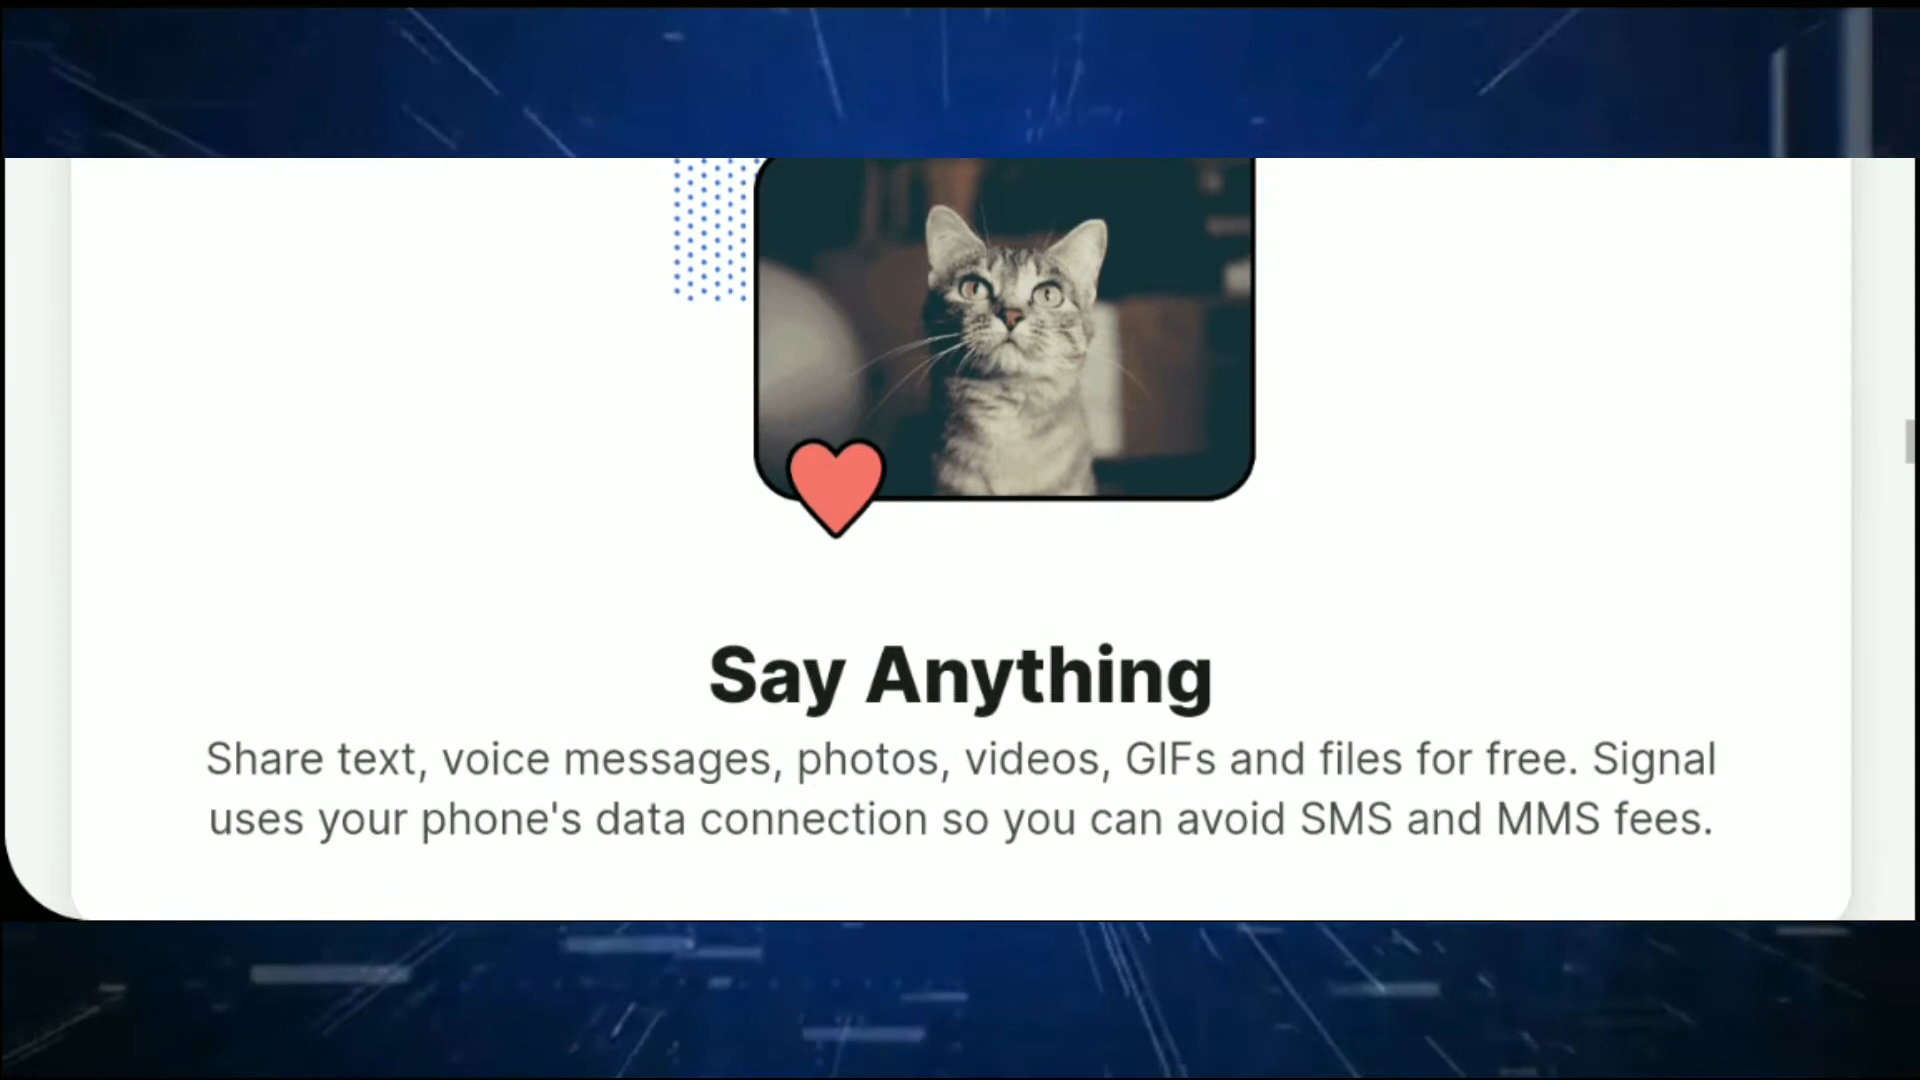 Say Anything
Share text, voice messages, photos, videos, GIFs and files for free. Signal
uses your phone's data connection so you can avoid SMS and MMS fees.